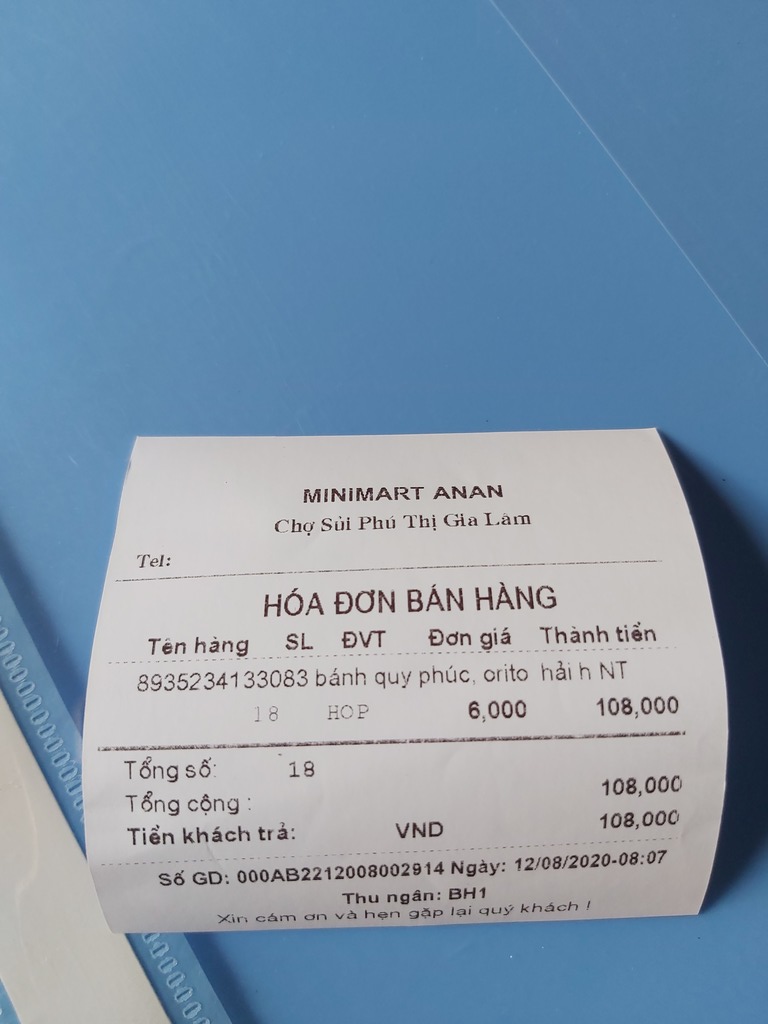 MINIMART ANAN
Chợ Sủi Phú Thị Gia Lâm
Tel:
HÓA ĐƠN BÁN HÀNG
Tên hàng SL ĐVT Đơn giá Thành tiền
8935234133083 bánh quy phúc, orito hải h NT
18 HOP 6,000 108,000
Tổng số: 18
Tổng cộng : 108,000
Tiền khách trả: VND 108,000
Số GD: 000AB2212008002914 Ngày: 12/08/2020-08:07
Thu ngân: BH1
Xin cám ơn và hẹn gặp lại quý khách !